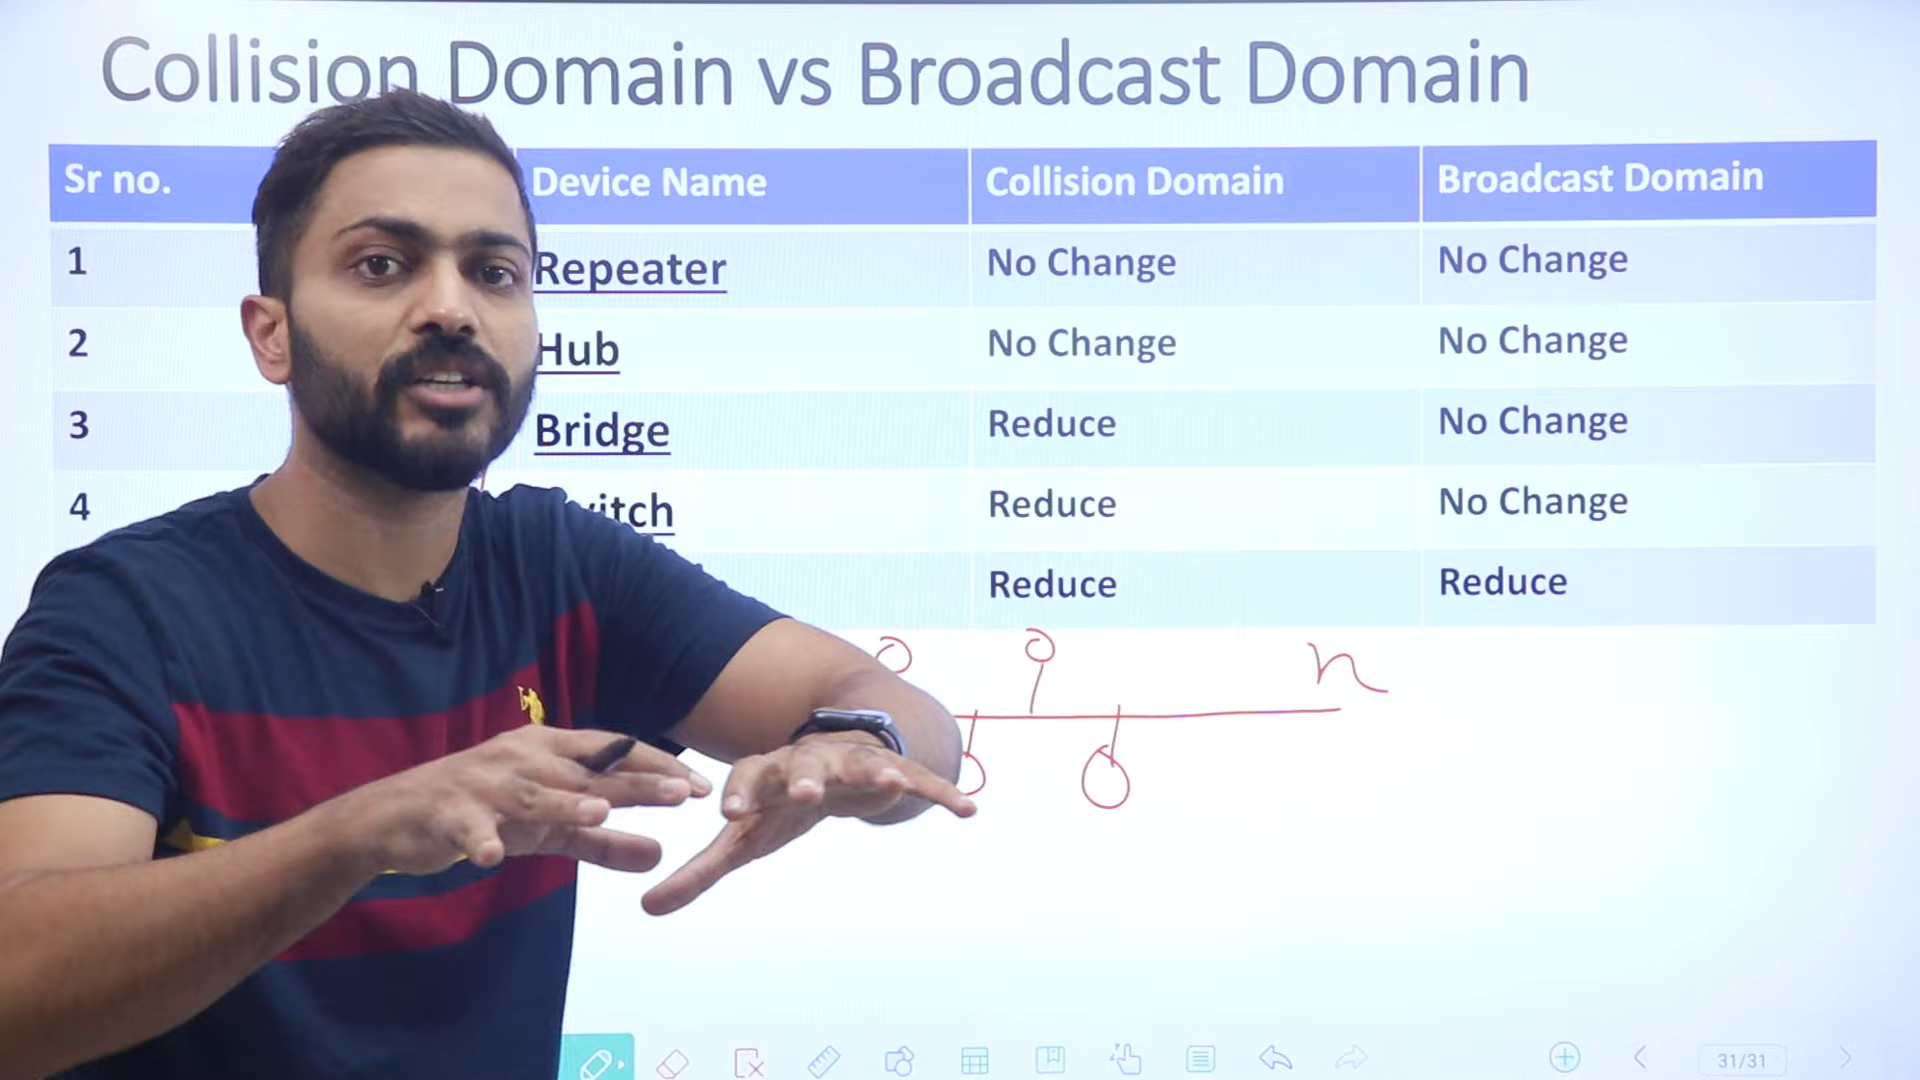 Collision Domain vs Broadcast Domain
Sr no. Device Name Collision Domain Broadcast Domain
1 Repeater No Change No Change
2 Hub No Change No Change
3 Bridge Reduce No Change
4 Switch Reduce No Change
Reduce Reduce
n
31/31